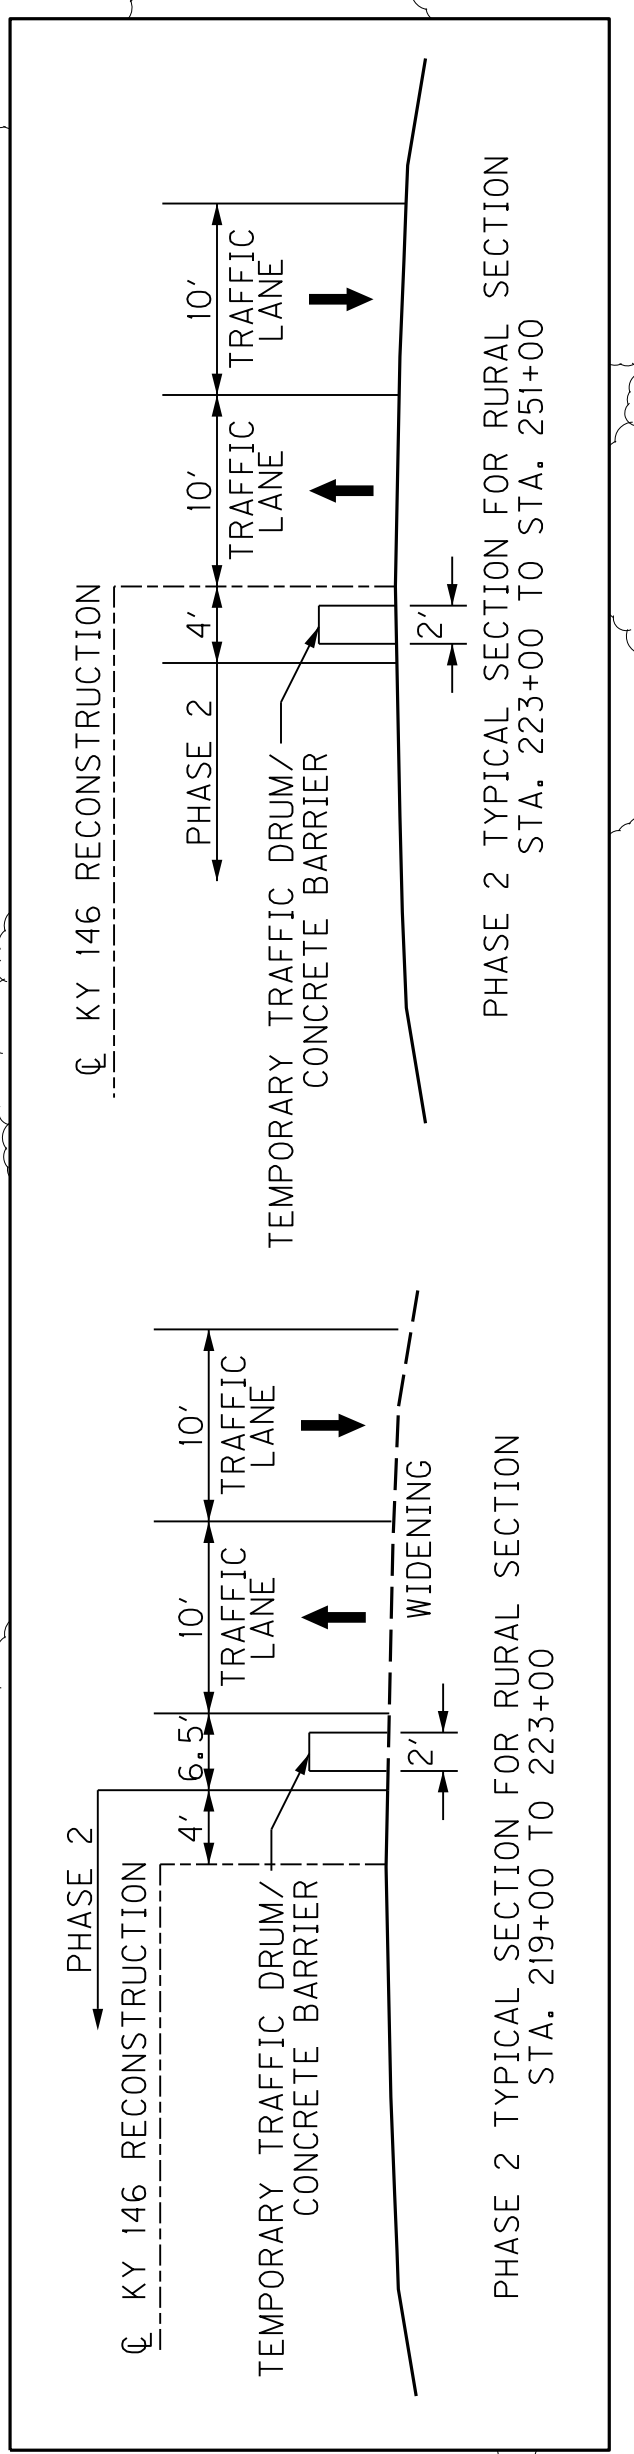 PHASE 2
℄ KY 146 RECONSTRUCTION
4'
6.5'
10'
10'
TRAFFIC
LANE
TRAFFIC
LANE
TEMPORARY TRAFFIC DRUM/
CONCRETE BARRIER
2'
WIDENING
PHASE 2 TYPICAL SECTION FOR RURAL SECTION
STA. 219+00 TO 223+00
℄ KY 146 RECONSTRUCTION
PHASE 2
4'
10'
10'
TRAFFIC
LANE
TRAFFIC
LANE
TEMPORARY TRAFFIC DRUM/
CONCRETE BARRIER
2'
PHASE 2 TYPICAL SECTION FOR RURAL SECTION
STA. 223+00 TO STA. 251+00